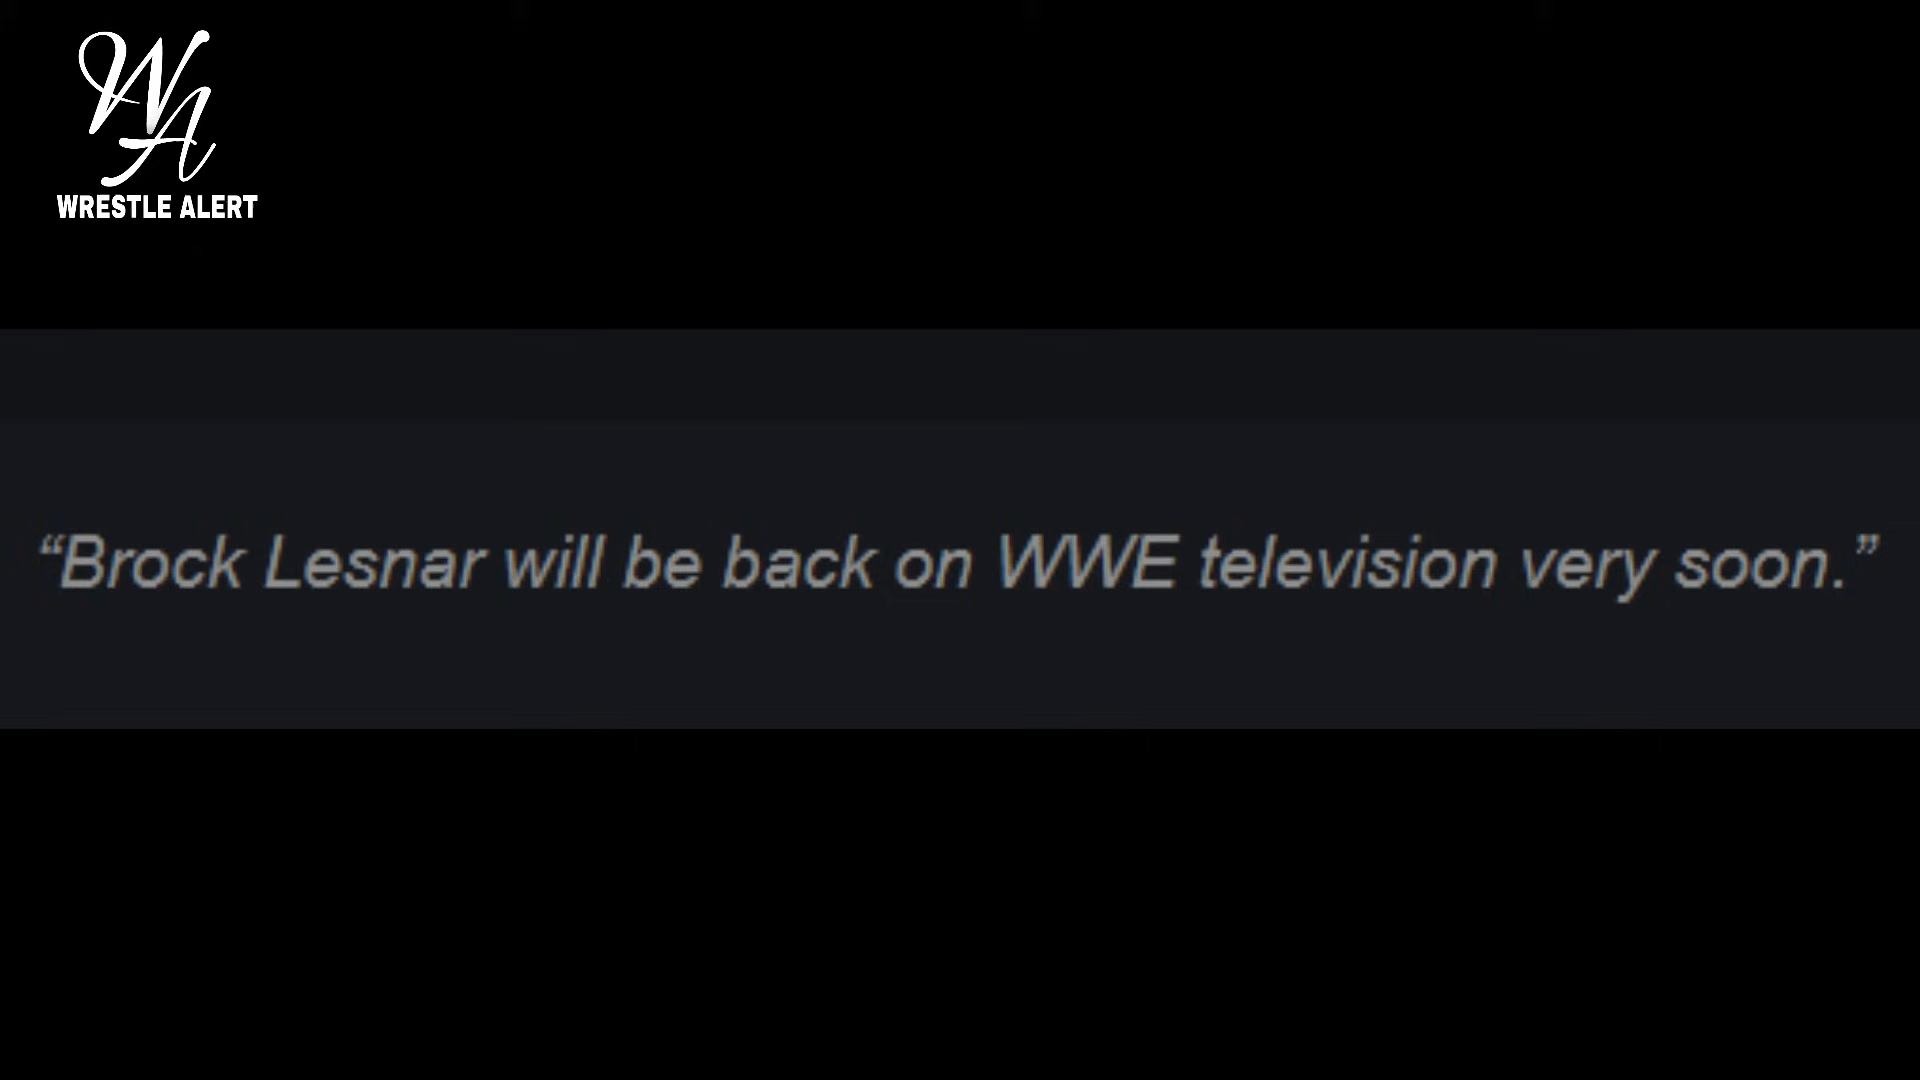 WA
WRESTLE ALERT
“Brock Lesnar will be back on WWE television very soon.”